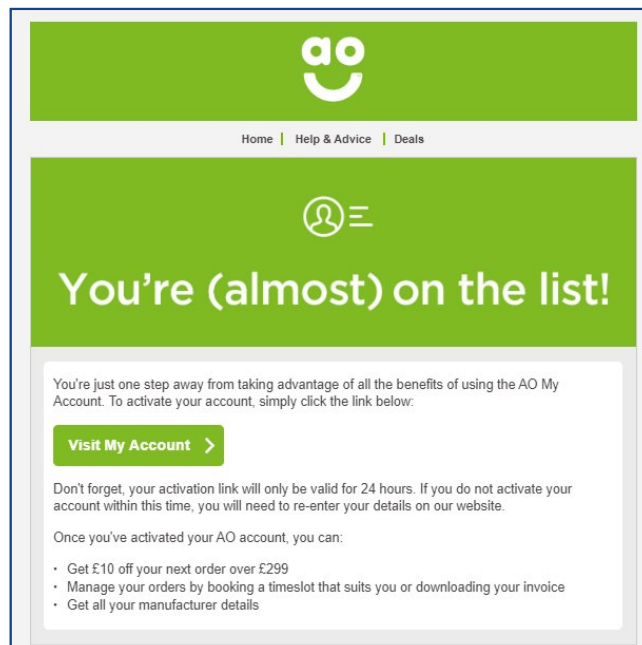 ao
Home | Help & Advice | Deals
You're (almost) on the list!
You're just one step away from taking advantage of all the benefits of using the AO My
Account. To activate your account, simply click the link below:
Visit My Account
Don't forget, your activation link will only be valid for 24 hours. If you do not activate your
account within this time, you will need to re-enter your details on our website.
Once you've activated your AO account, you can:
• Get £10 off your next order over £299
• Manage your orders by booking a timeslot that suits you or downloading your invoice
• Get all your manufacturer details